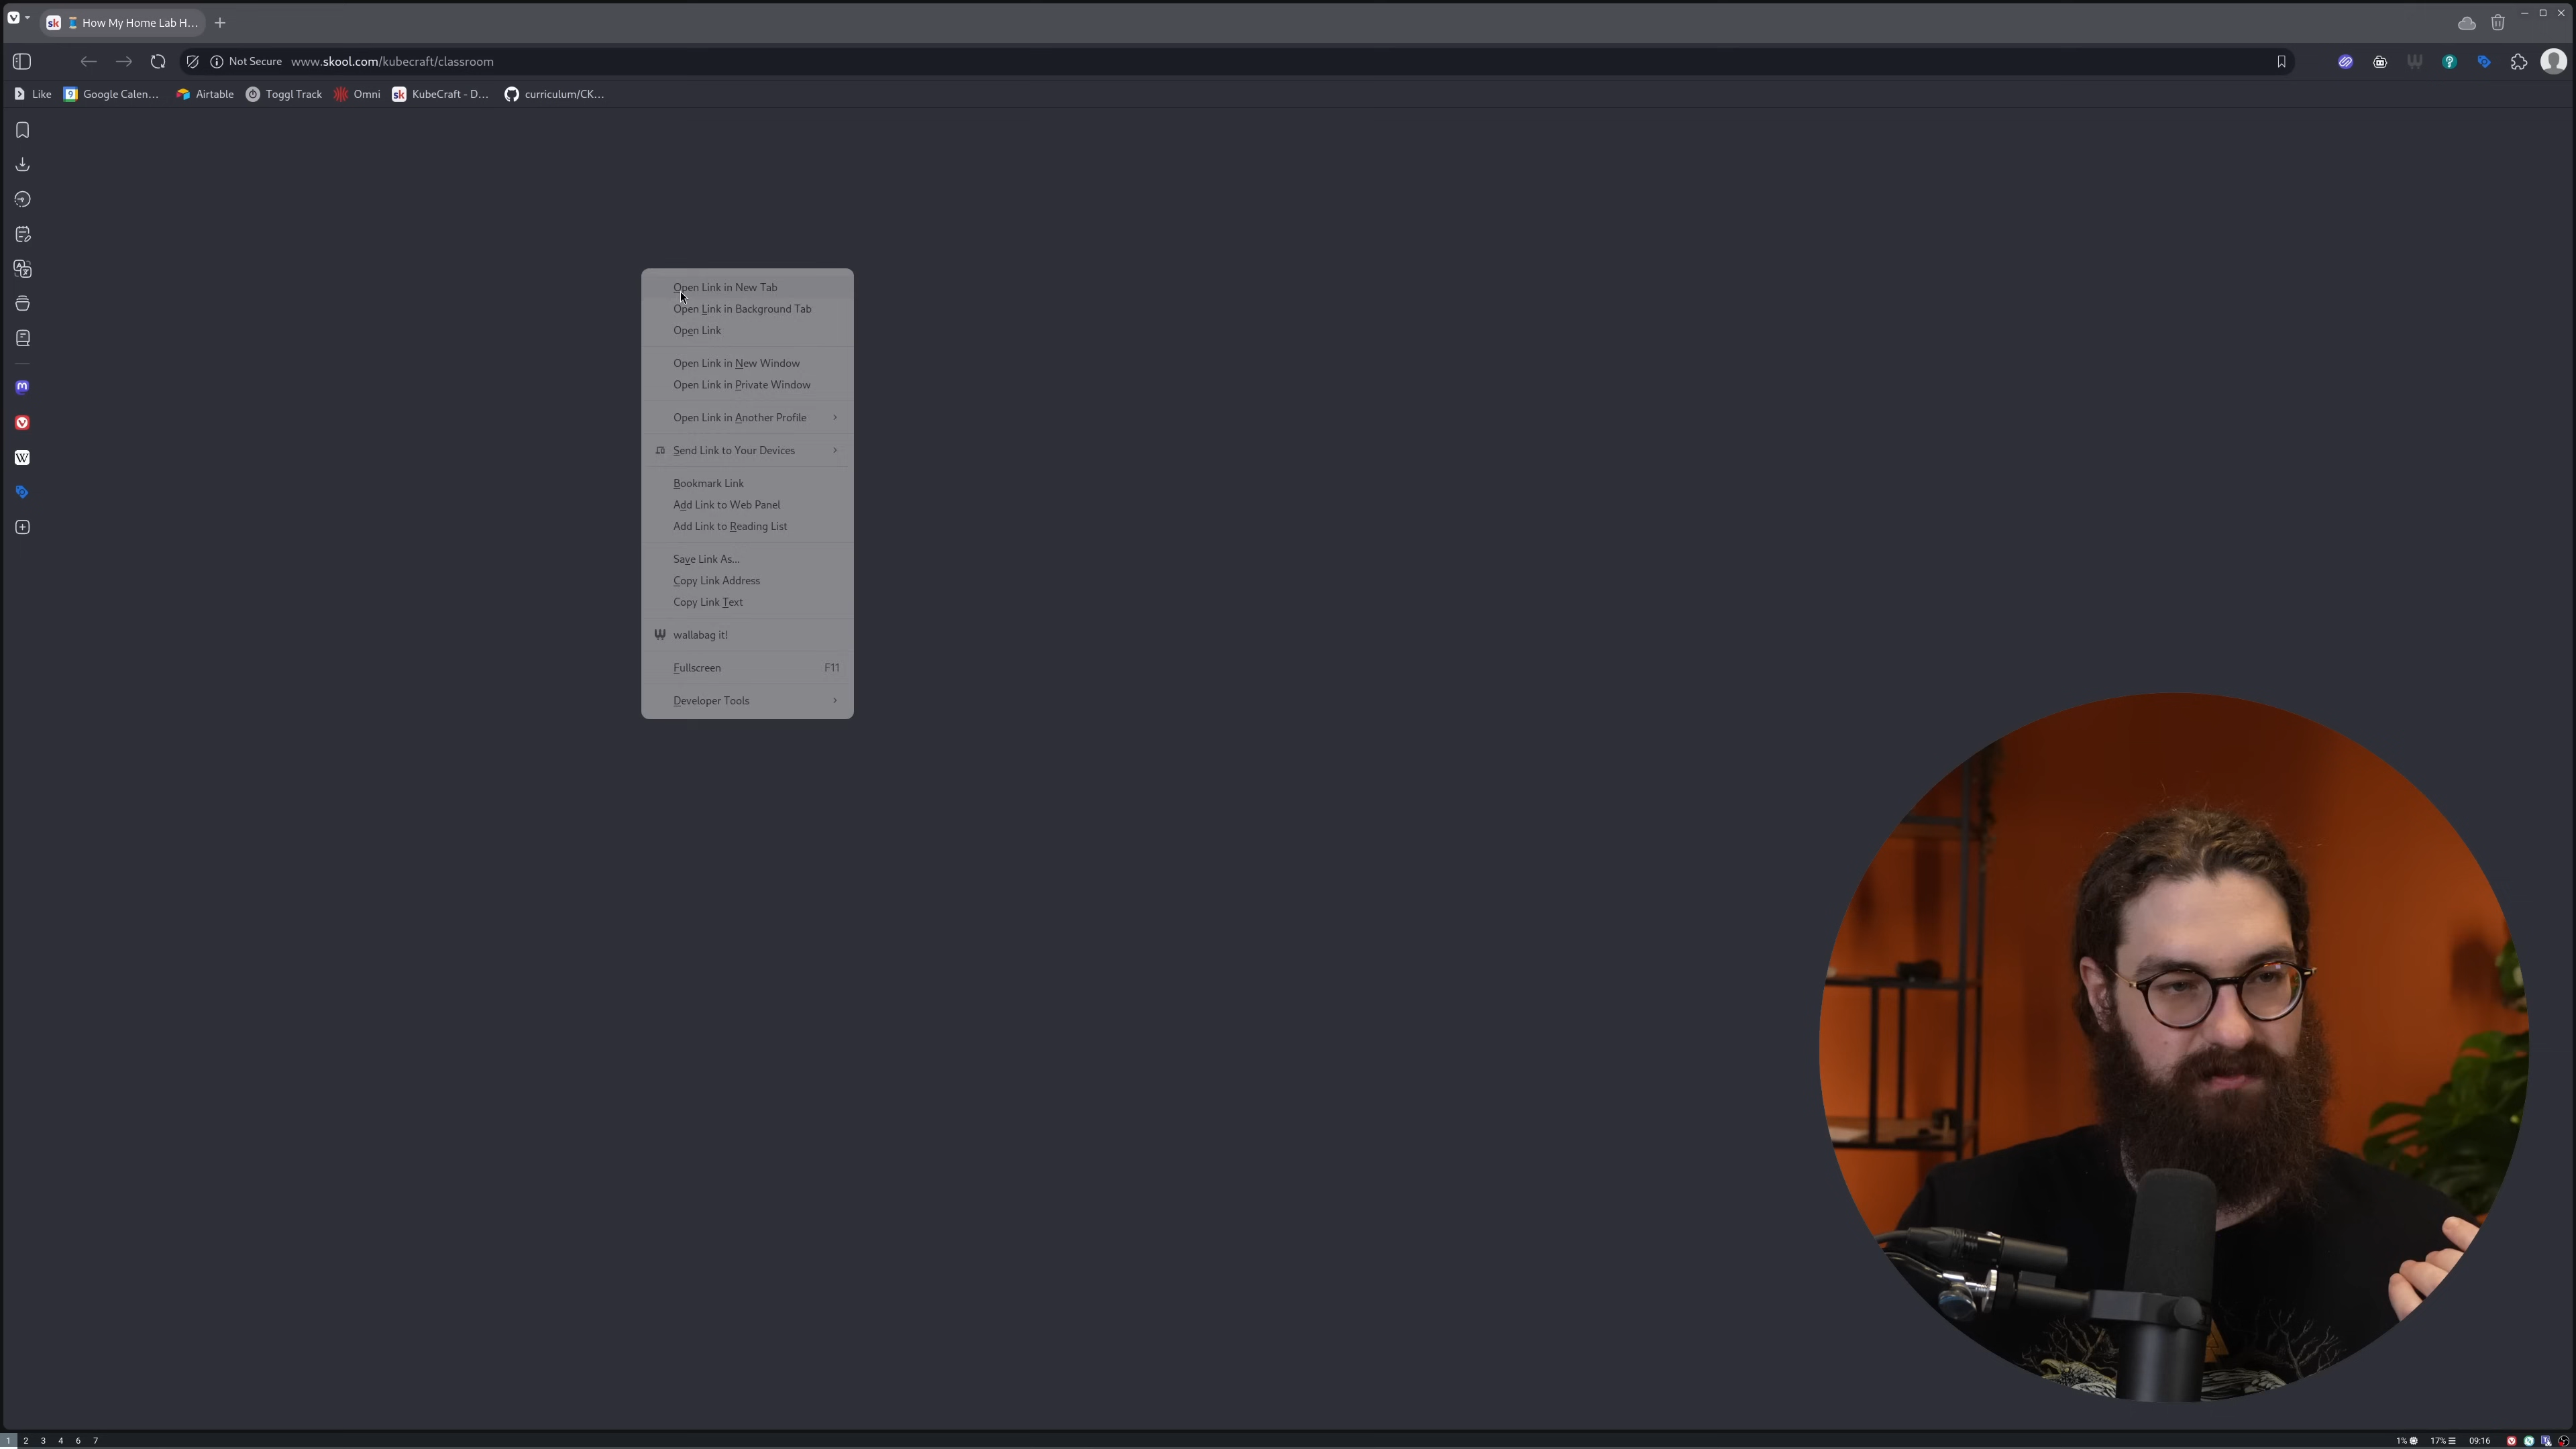 sk How My Home Lab H...
Not Secure www.skool.com/kubecraft/classroom
Like Google Calen... Airtable Toggl Track Omni sk KubeCraft - D... curriculum/CK...
Open Link in New Tab
Open Link in Background Tab
Open Link
Open Link in New Window
Open Link in Private Window
Open Link in Another Profile
Send Link to Your Devices
Bookmark Link
Add Link to Web Panel
Add Link to Reading List
Save Link As...
Copy Link Address
Copy Link Text
wallabag it!
Fullscreen F11
Developer Tools
W
1 2 3 4 6 7 1% 17% 09:16